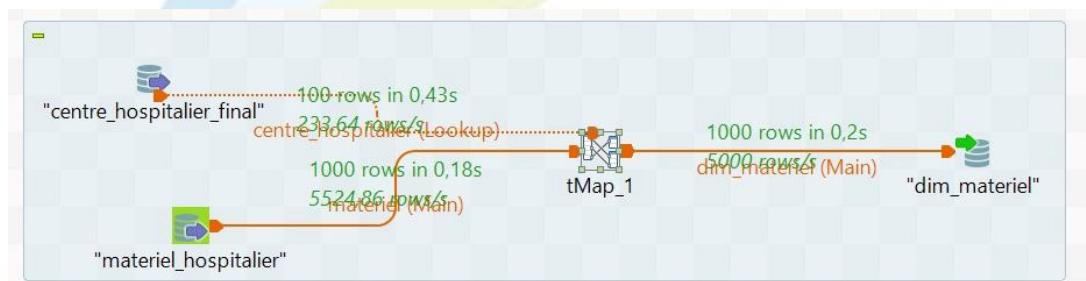 "centre_hospitalier_final"
100 rows in 0,43s
233,64 rows/s
centre_hospitalier (Lookup)
1000 rows in 0,18s
5524,86 rows/s
materiel (Main)
"materiel_hospitalier"
tMap_1
1000 rows in 0,2s
5000 rows/s
dim_materiel (Main)
"dim_materiel"